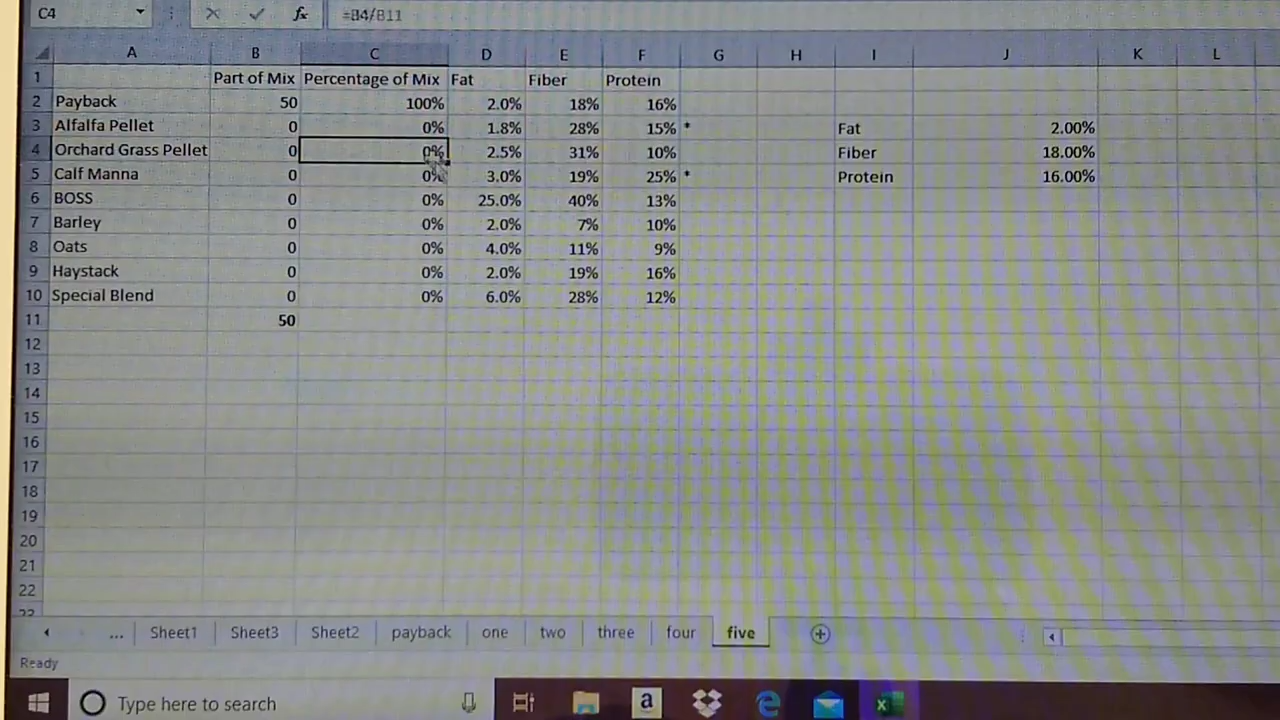 C4 fx =B4/B11
A B C D E F G H I J K L
1 Part of Mix Percentage of Mix Fat Fiber Protein
2 Payback 50 100% 2.0% 18% 16%
3 Alfalfa Pellet 0 0% 1.8% 28% 15% * Fat 2.00%
4 Orchard Grass Pellet 0 0% 2.5% 31% 10% Fiber 18.00%
5 Calf Manna 0 0% 3.0% 19% 25% * Protein 16.00%
6 BOSS 0 0% 25.0% 40% 13%
7 Barley 0 0% 2.0% 7% 10%
8 Oats 0 0% 4.0% 11% 9%
9 Haystack 0 0% 2.0% 19% 16%
10 Special Blend 0 0% 6.0% 28% 12%
11 50
12
13
14
15
16
17
18
19
20
21
22
23
... Sheet1 Sheet3 Sheet2 payback one two three four five
Ready
Type here to search a e